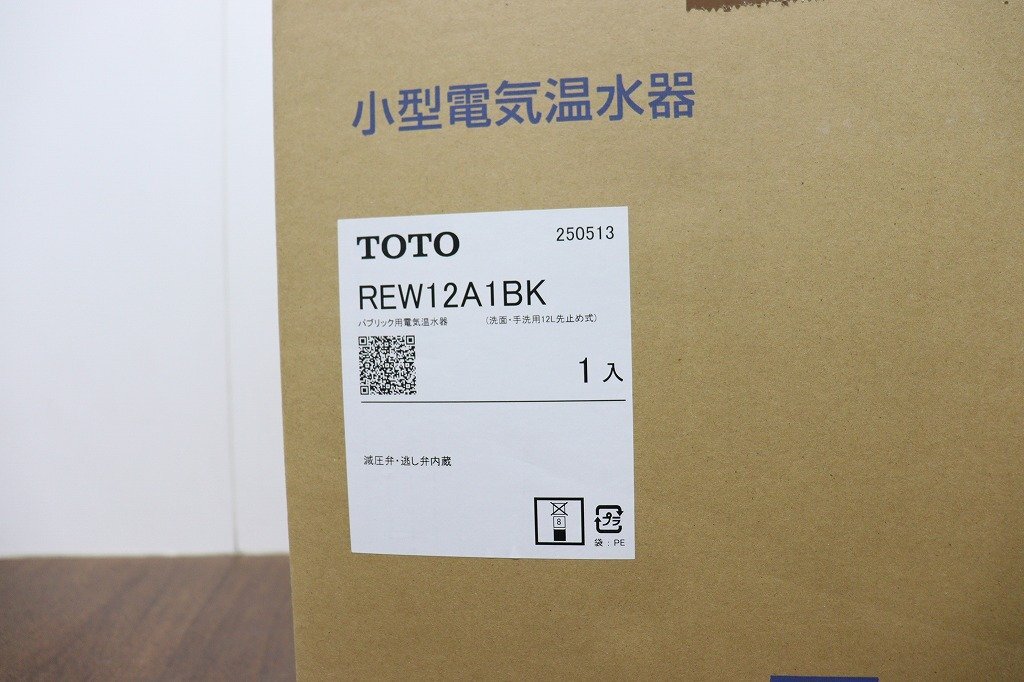 小型電気温水器
TOTO 250513
REW12A1BK
パブリック用電気温水器 (洗面・手洗用12L先止め式)
1 入
減圧弁・逃し弁内蔵
8
プラ
袋 : PE